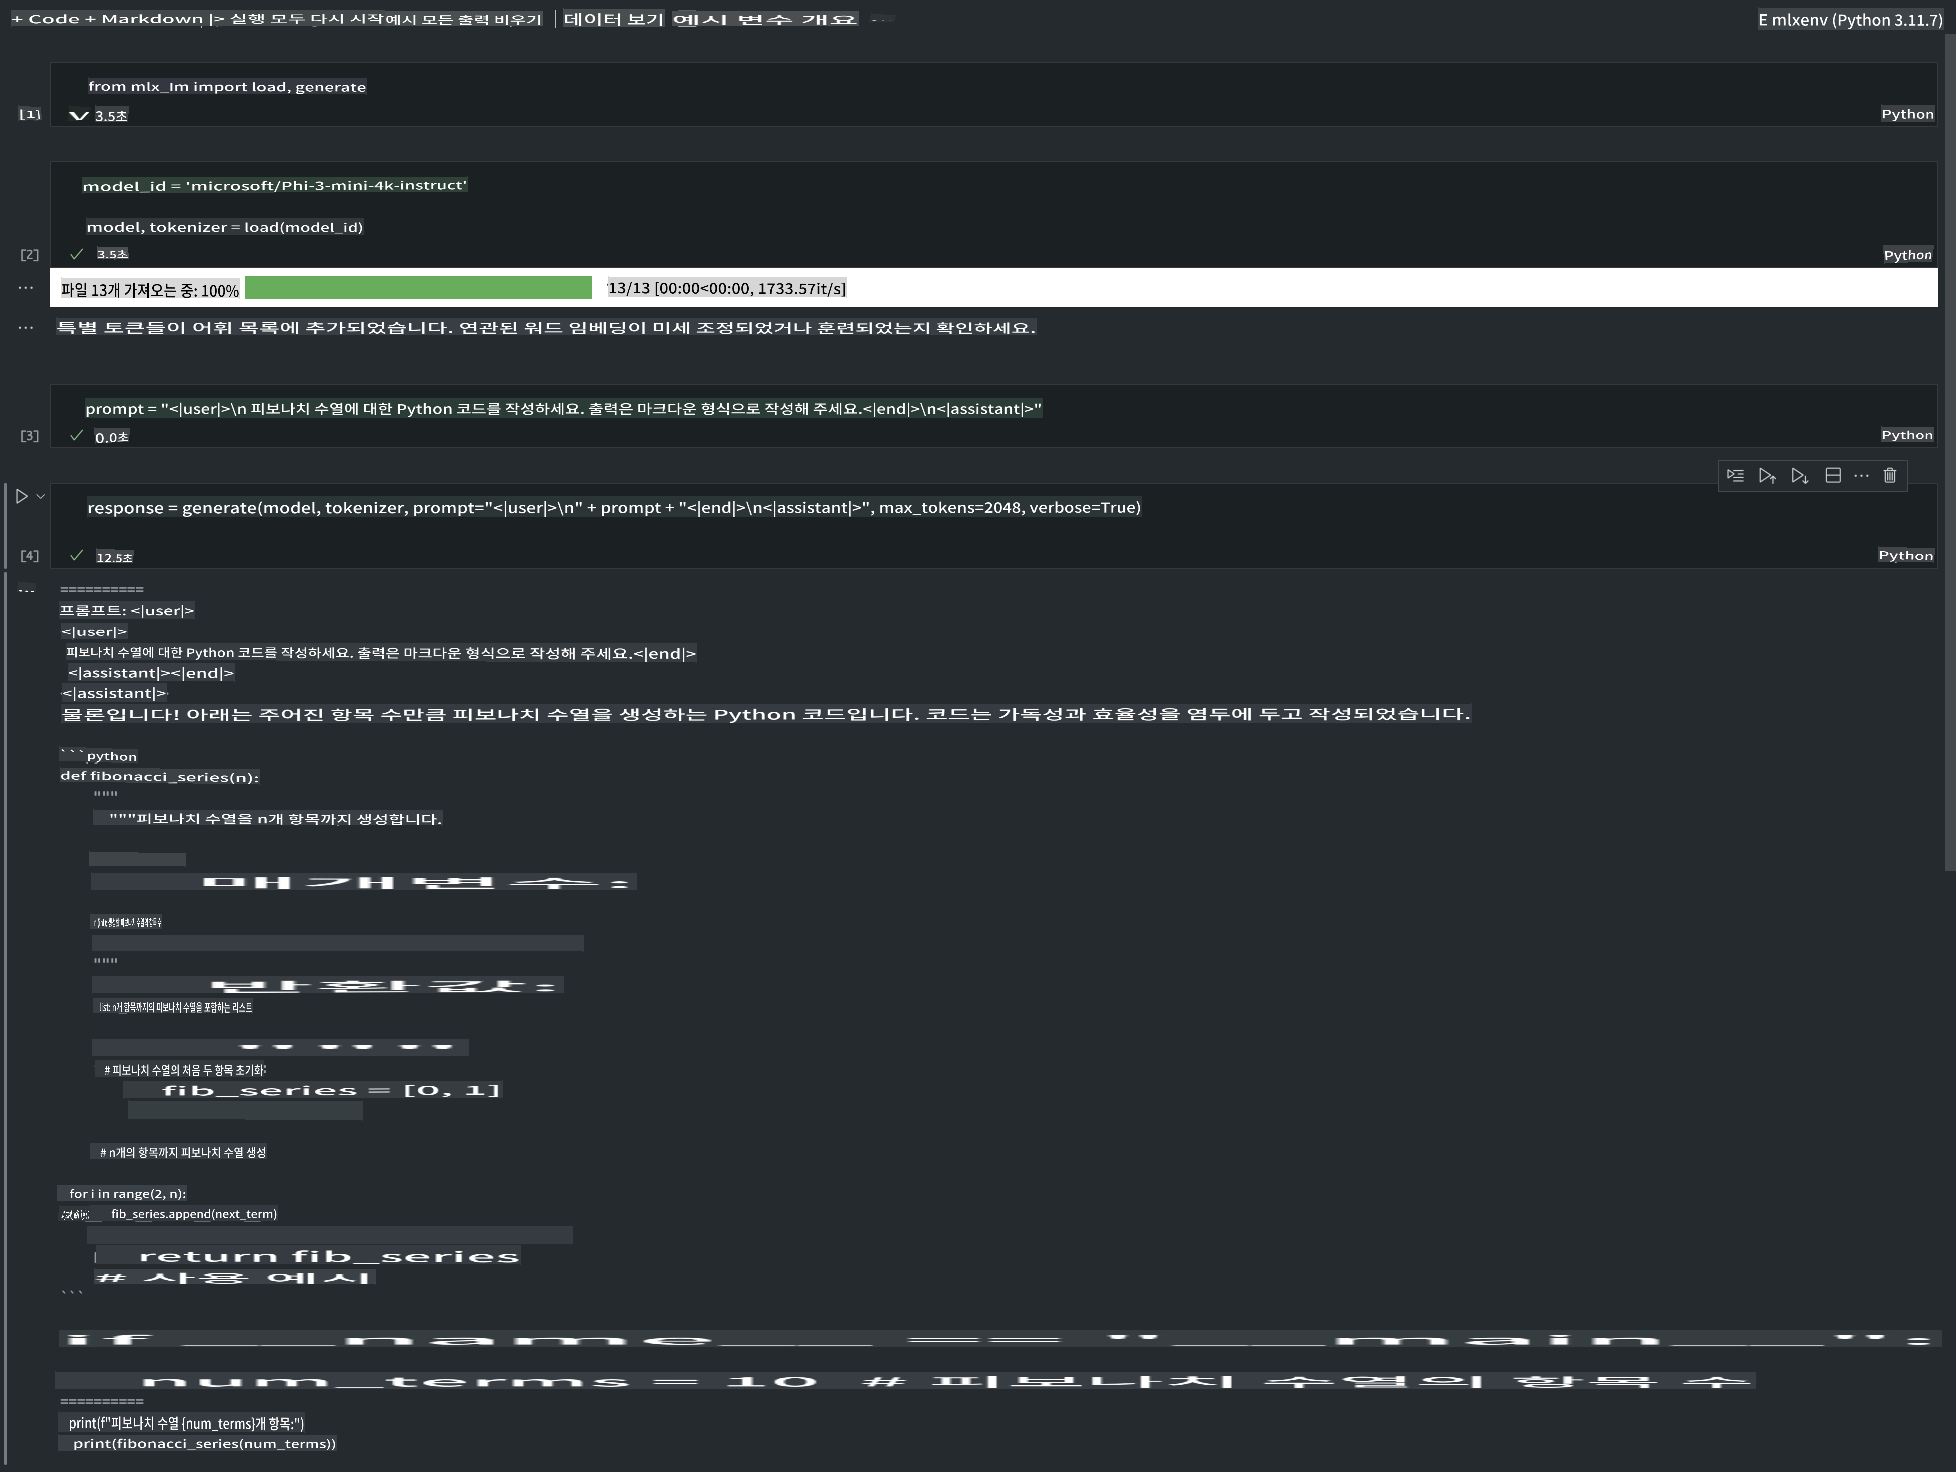 + Code + Markdown |> 실행 모두 다시 시작예시 모든 출력 비우기 | 데이터 보기 예시 변수 개요 ... E mlxenv (Python 3.11.7)
from mlx_Im import load, generate
[1] 3.5초 Python
model_id = 'microsoft/Phi-3-mini-4k-instruct'
model, tokenizer = load(model_id)
[2] ✓ 3.5초 Python
... 파일 13개 가져오는 중: 100% 13/13 [00:00<00:00, 1733.57it/s]
... 특별 토큰들이 어휘 목록에 추가되었습니다. 연관된 워드 임베딩이 미세 조정되었거나 훈련되었는지 확인하세요.
prompt = "<|user|>\n 피보나치 수열에 대한 Python 코드를 작성하세요. 출력은 마크다운 형식으로 작성해 주세요.<|end|>\n<|assistant|>"
[3] ✓ 0.0초 Python
response = generate(model, tokenizer, prompt="<|user|>\n" + prompt + "<|end|>\n<|assistant|>", max_tokens=2048, verbose=True)
[4] ✓ 12.5초 Python
... ==========
프롬프트: <|user|>
<|user|>
피보나치 수열에 대한 Python 코드를 작성하세요. 출력은 마크다운 형식으로 작성해 주세요.<|end|>
<|assistant|><|end|>
<|assistant|>
물론입니다! 아래는 주어진 항목 수만큼 피보나치 수열을 생성하는 Python 코드입니다. 코드는 가독성과 효율성을 염두에 두고 작성되었습니다.
```python
def fibonacci_series(n):
"""
"""피보나치 수열을 n개 항목까지 생성합니다.
매개변수:
"""
반환값:
list: n개 항목까지의 피보나치 수열을 포함하는 리스트
# 피보나치 수열의 처음 두 항목 초기화
fib_series = [0, 1]
# n개의 항목까지 피보나치 수열 생성
for i in range(2, n):
fib_series.append(next_term)
return fib_series
# 사용 예시
```
if __name__ == "__main__":
num_terms = 10 # 피보나치 수열의 항목 수
==========
print(f"피보나치 수열 {num_terms}개 항목:")
print(fibonacci_series(num_terms))